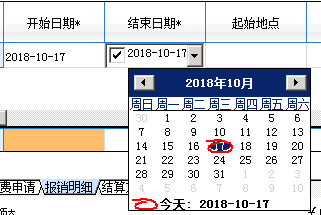 开始日期* 结束日期* 起始地点
2018-10-17 2018-10-17
2018年10月
周日 周一 周二 周三 周四 周五 周六
30 1 2 3 4 5 6
7 8 9 10 11 12 13
14 15 16 17 18 19 20
21 22 23 24 25 26 27
28 29 30 31 1 2 3
4 5 6 7 8 9 10
今天: 2018-10-17
费申请 报销明细 结算